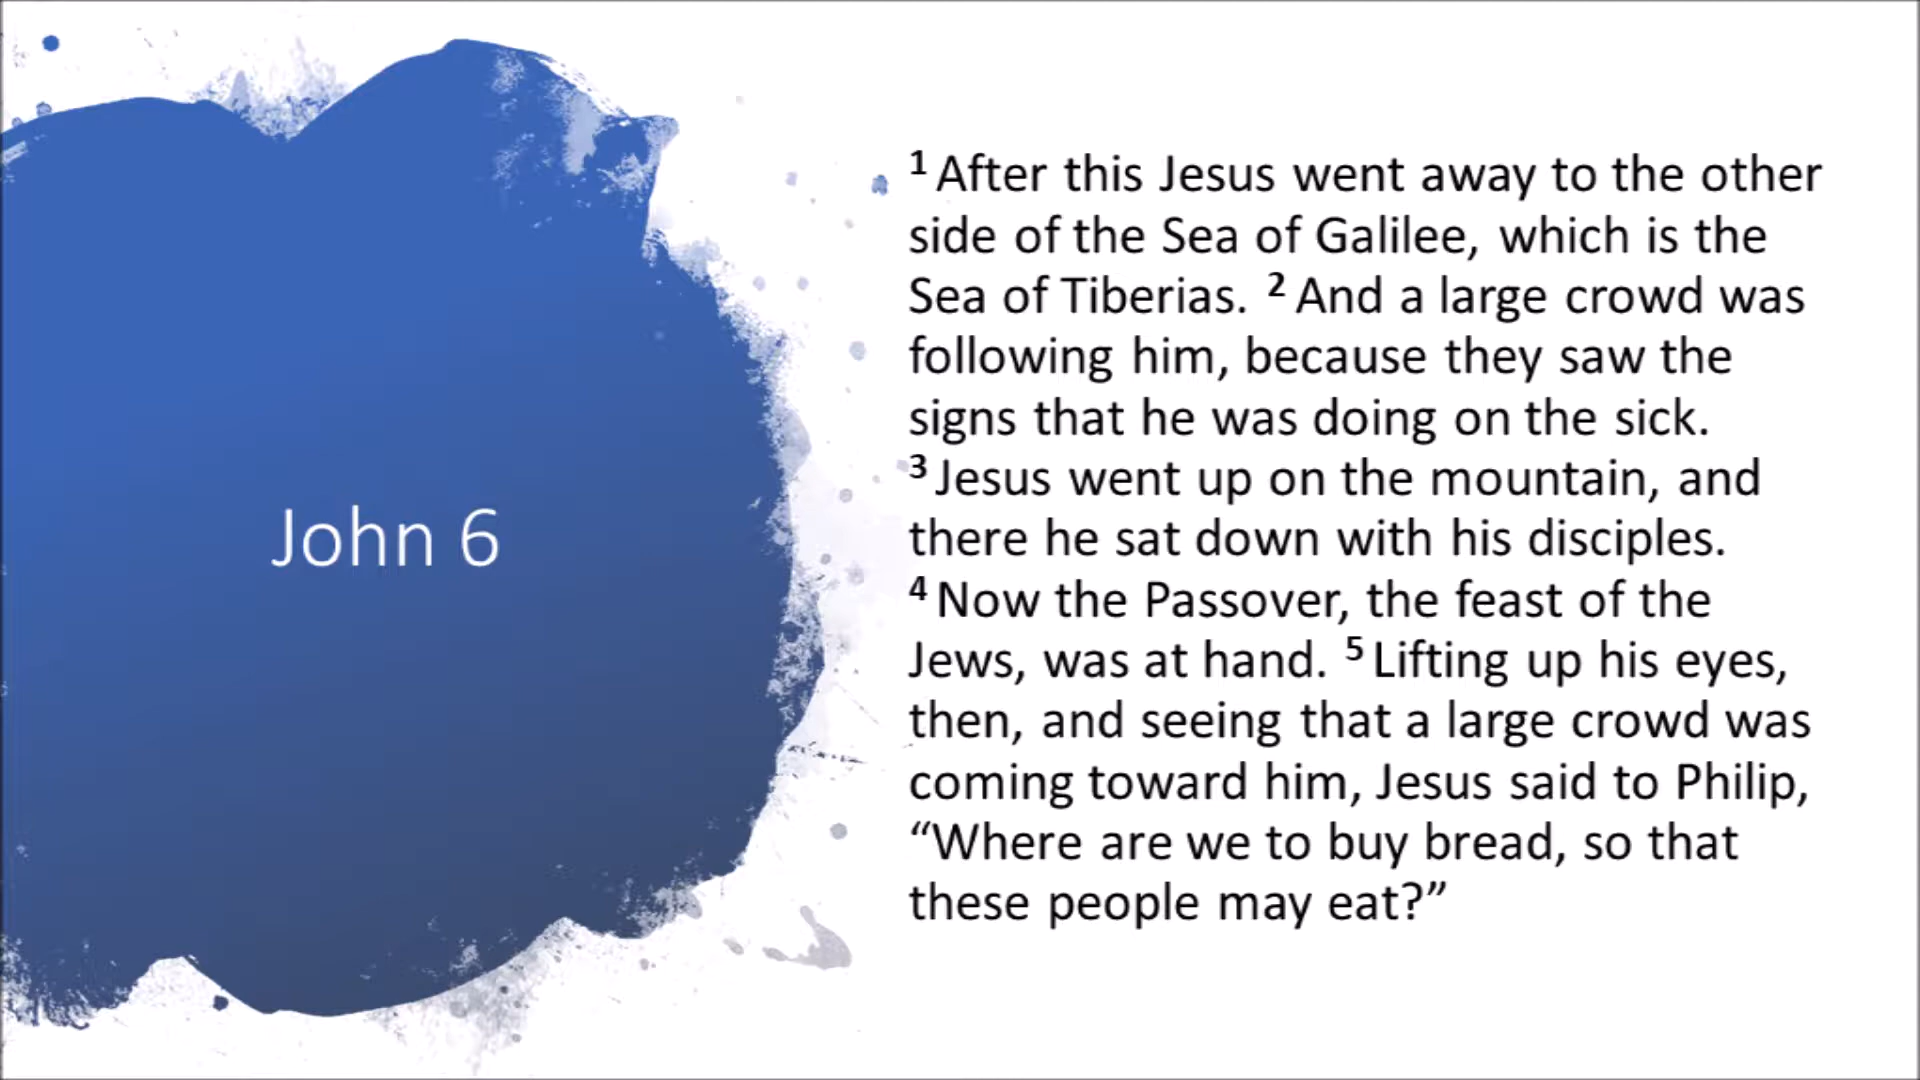 John 6
1 After this Jesus went away to the other
side of the Sea of Galilee, which is the
Sea of Tiberias. 2 And a large crowd was
following him, because they saw the
signs that he was doing on the sick.
3 Jesus went up on the mountain, and
there he sat down with his disciples.
4 Now the Passover, the feast of the
Jews, was at hand. 5 Lifting up his eyes,
then, and seeing that a large crowd was
coming toward him, Jesus said to Philip,
“Where are we to buy bread, so that
these people may eat?”